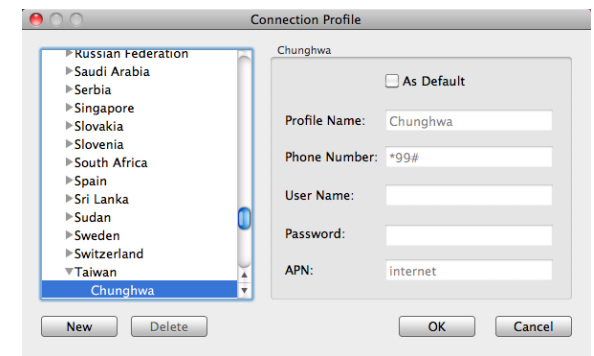 Connection Profile
Russian Federation
Saudi Arabia
Serbia
Singapore
Slovakia
Slovenia
South Africa
Spain
Sri Lanka
Sudan
Sweden
Switzerland
Taiwan
Chunghwa
Chunghwa
As Default
Profile Name: Chunghwa
Phone Number: *99#
User Name:
Password:
APN: internet
New Delete OK Cancel